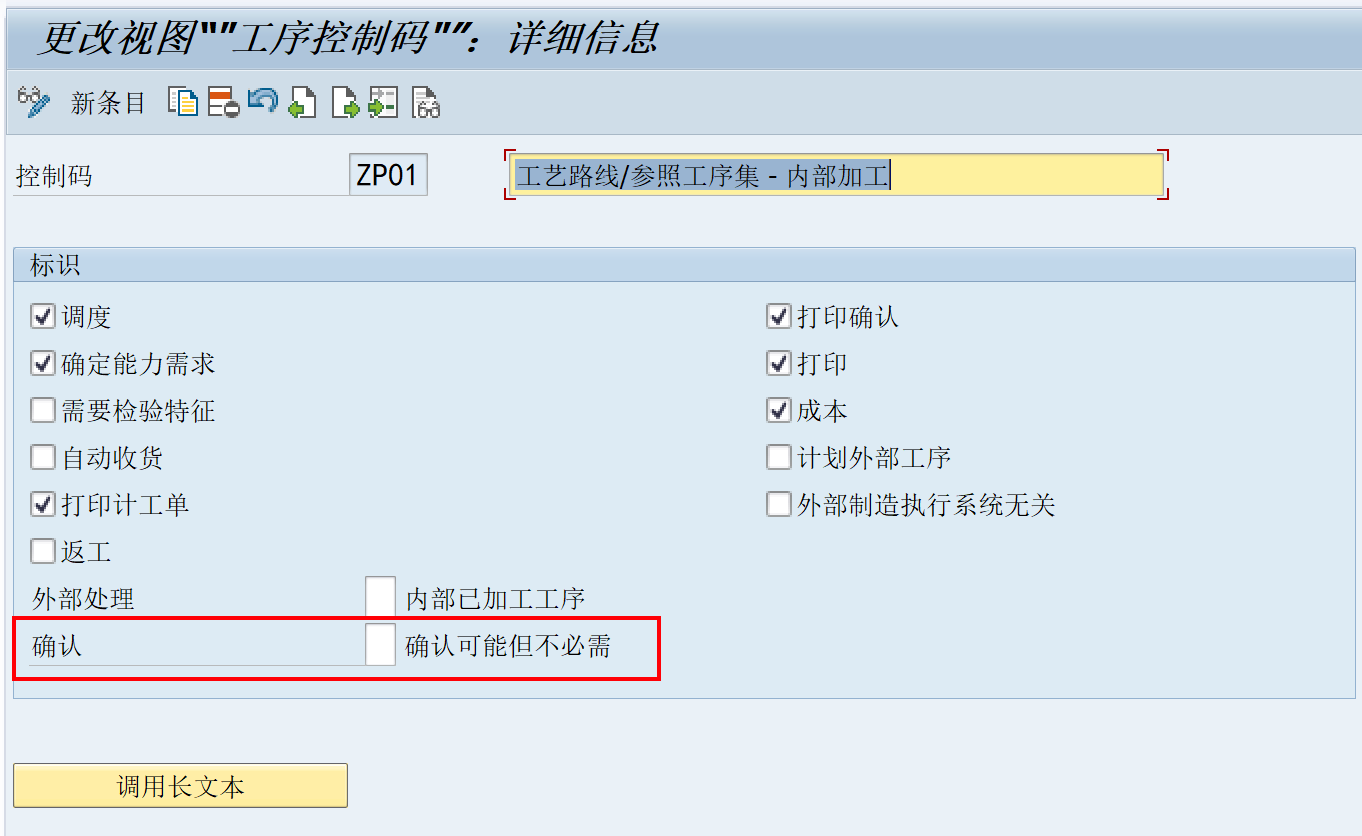 更改视图“”工序控制码”“：详细信息
新条目
控制码 ZP01 工艺路线/参照工序集 - 内部加工
标识
调度 打印确认
确定能力需求 打印
需要检验特征 成本
自动收货 计划外部工序
打印计工单 外部制造执行系统无关
返工
外部处理 内部已加工工序
确认 确认可能但不必需
调用长文本